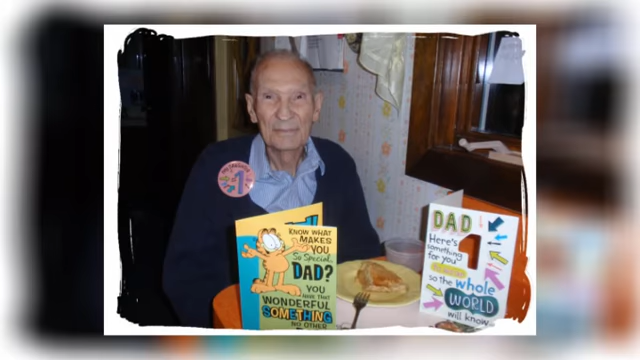 1
KNOW WHAT
MAKES
YOU
So Special,
DAD?
YOU
HAVE THAT
WONDERFUL
SOMETHING
NO OTHER
DAD
Here's
something
for you
so the whole
WORLD
will know
1